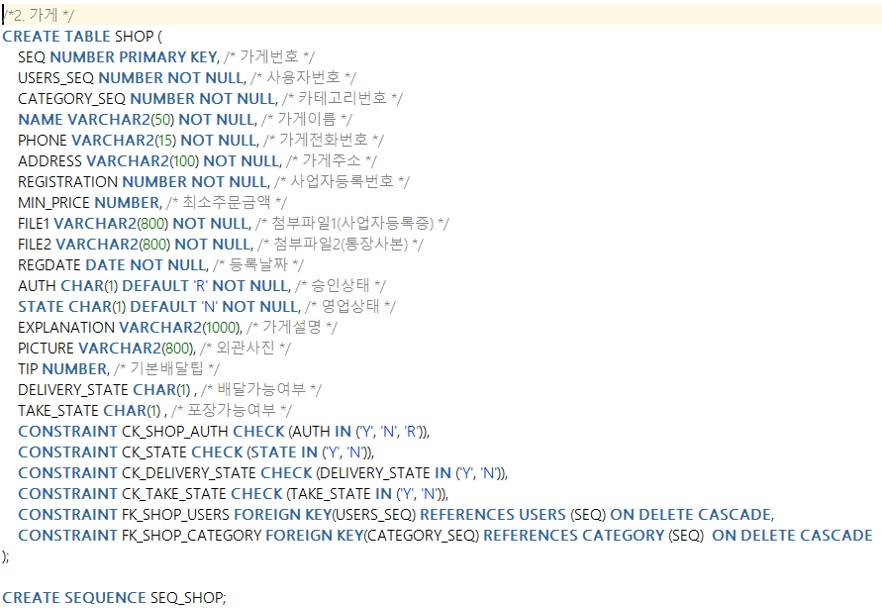 /*2. 가게 */
CREATE TABLE SHOP (
SEQ NUMBER PRIMARY KEY, /* 가게번호 */
USERS_SEQ NUMBER NOT NULL, /* 사용자번호 */
CATEGORY_SEQ NUMBER NOT NULL, /* 카테고리번호 */
NAME VARCHAR2(50) NOT NULL, /* 가게이름 */
PHONE VARCHAR2(15) NOT NULL, /* 가게전화번호 */
ADDRESS VARCHAR2(100) NOT NULL, /* 가게주소 */
REGISTRATION NUMBER NOT NULL, /* 사업자등록번호 */
MIN_PRICE NUMBER, /* 최소주문금액 */
FILE1 VARCHAR2(800) NOT NULL, /* 첨부파일1(사업자등록증) */
FILE2 VARCHAR2(800) NOT NULL, /* 첨부파일2(통장사본) */
REGDATE DATE NOT NULL, /* 등록날짜 */
AUTH CHAR(1) DEFAULT 'R' NOT NULL, /* 승인상태 */
STATE CHAR(1) DEFAULT 'N' NOT NULL, /* 영업상태 */
EXPLANATION VARCHAR2(1000), /* 가게설명 */
PICTURE VARCHAR2(800), /* 외관사진 */
TIP NUMBER, /* 기본배달팁 */
DELIVERY_STATE CHAR(1) , /* 배달가능여부 */
TAKE_STATE CHAR(1) , /* 포장가능여부 */
CONSTRAINT CK_SHOP_AUTH CHECK (AUTH IN ('Y', 'N', 'R')),
CONSTRAINT CK_STATE CHECK (STATE IN ('Y', 'N')),
CONSTRAINT CK_DELIVERY_STATE CHECK (DELIVERY_STATE IN ('Y', 'N')),
CONSTRAINT CK_TAKE_STATE CHECK (TAKE_STATE IN ('Y', 'N')),
CONSTRAINT FK_SHOP_USERS FOREIGN KEY(USERS_SEQ) REFERENCES USERS (SEQ) ON DELETE CASCADE,
CONSTRAINT FK_SHOP_CATEGORY FOREIGN KEY(CATEGORY_SEQ) REFERENCES CATEGORY (SEQ) ON DELETE CASCADE
);
CREATE SEQUENCE SEQ_SHOP;